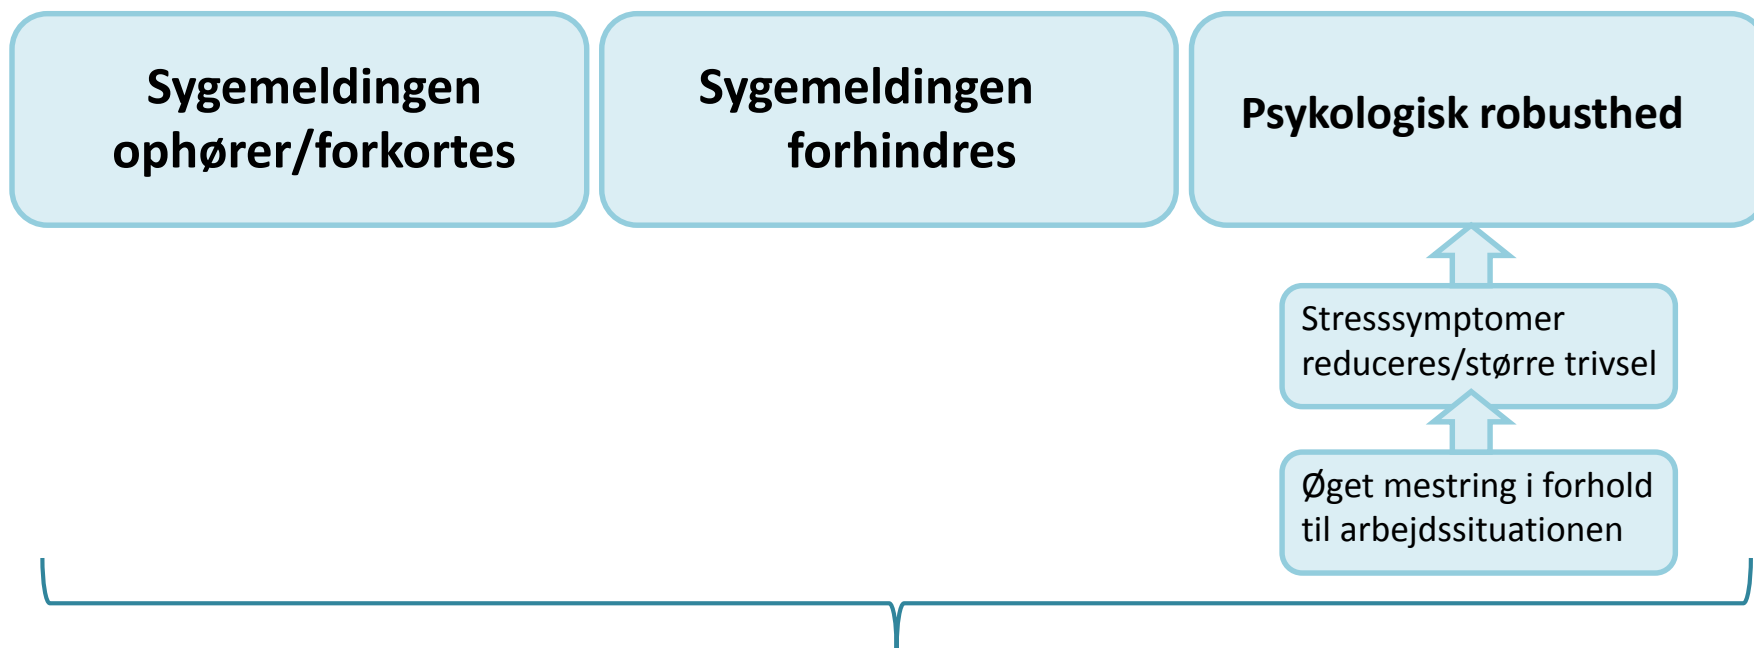 Sygemeldingen
ophører/forkortes
Sygemeldingen
forhindres
Psykologisk robusthed
Stresssymptomer
reduceres/større trivsel
Øget mestring i forhold
til arbejdssituationen